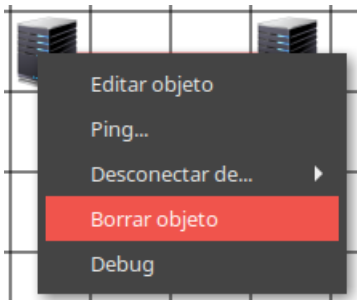 Editar objeto
Ping...
Desconectar de...
Borrar objeto
Debug